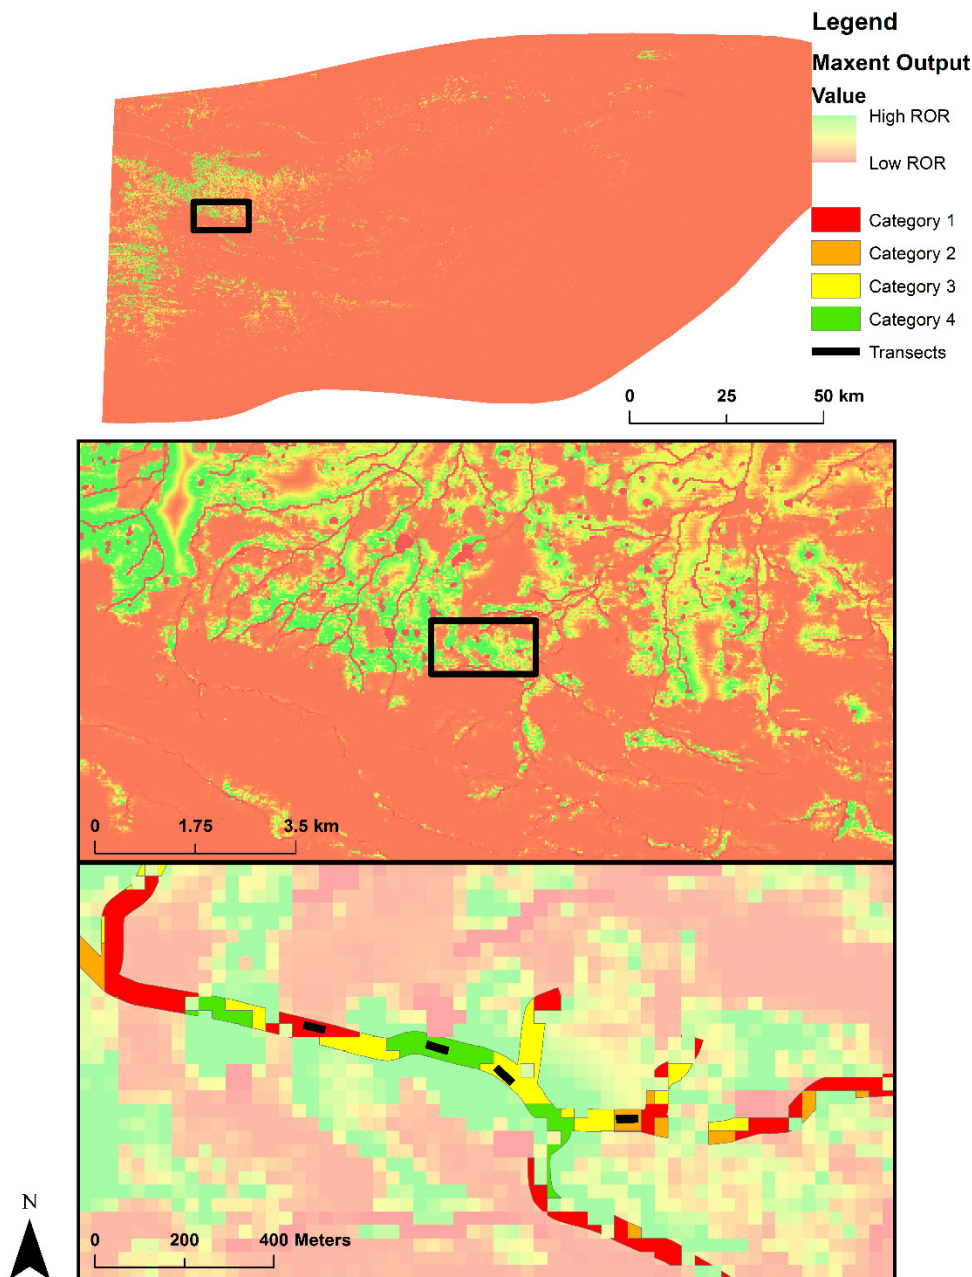 Legend
Maxent Output
Value
High ROR
Low ROR
Category 1
Category 2
Category 3
Category 4
Transects
0 25 50 km
0 1.75 3.5 km
N
0 200 400 Meters